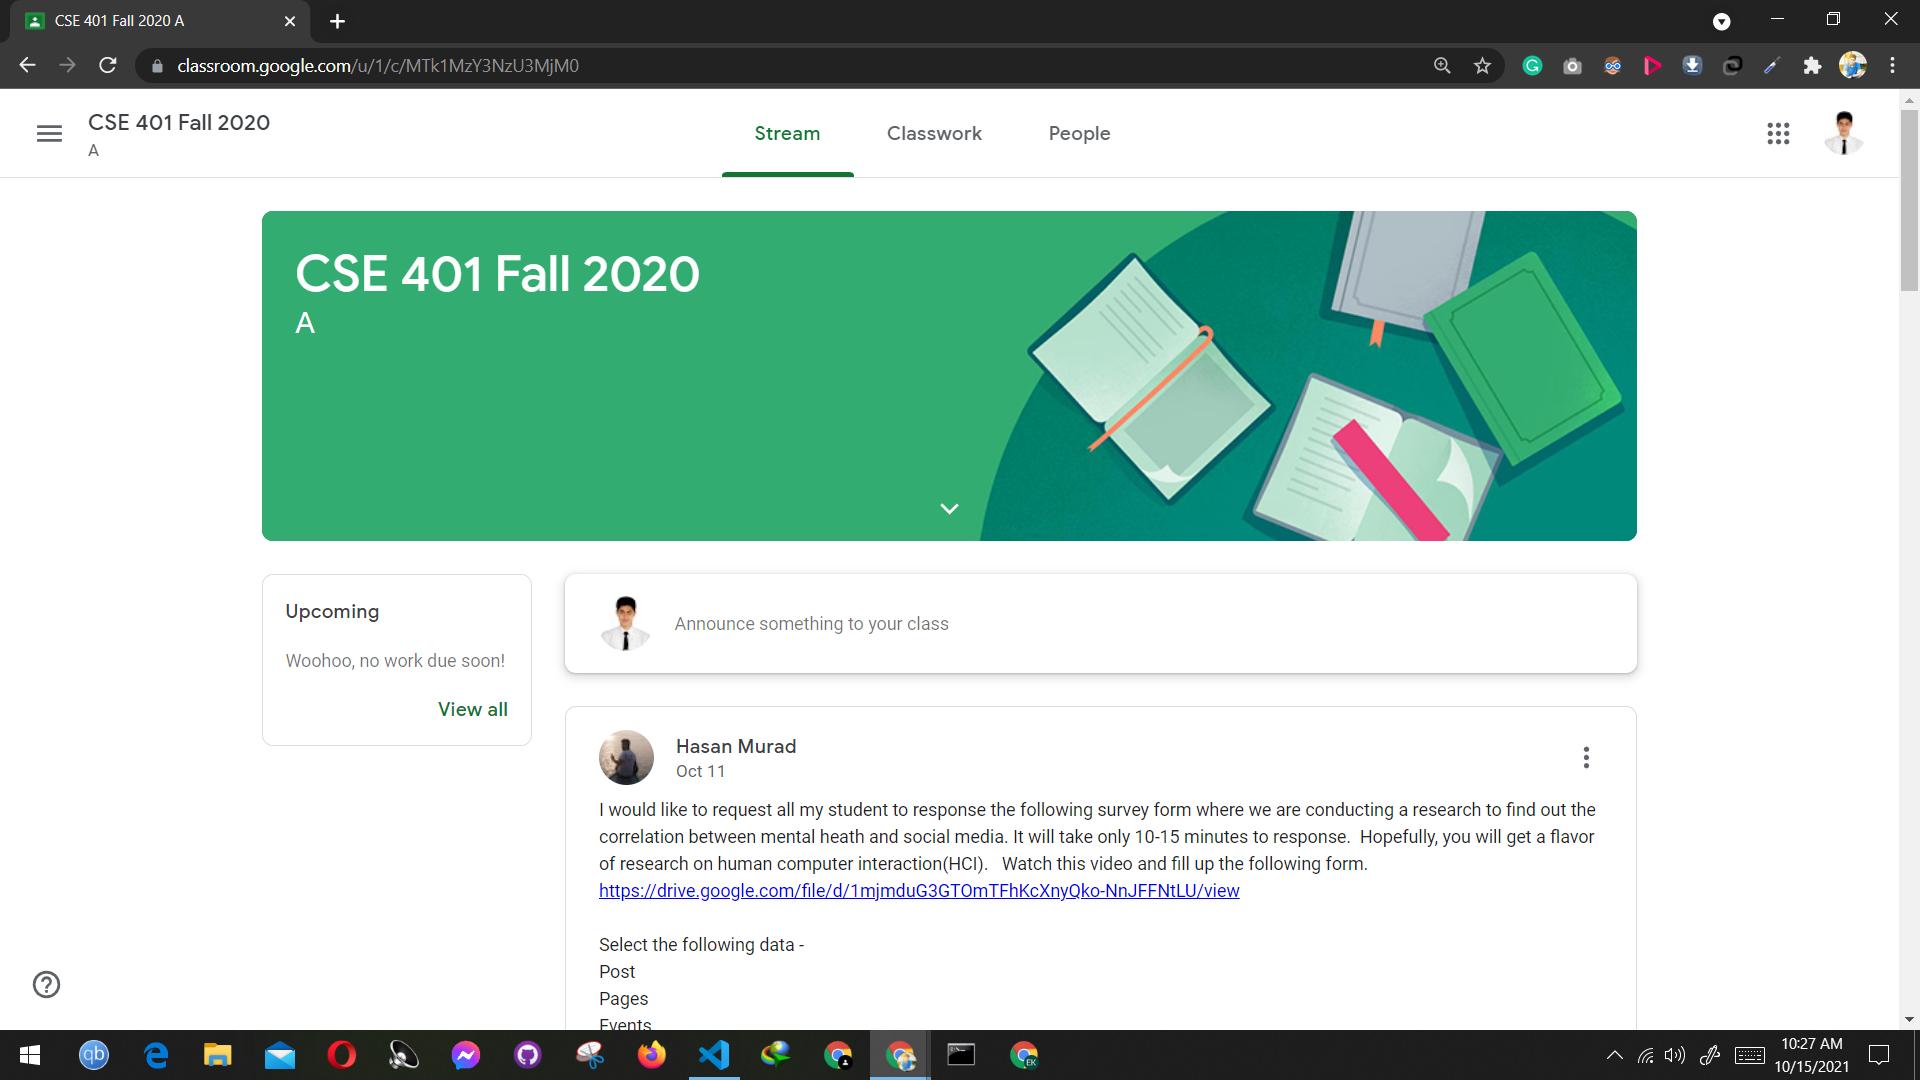 CSE 401 Fall 2020 A
classroom.google.com/u/1/c/MTk1MzY3NzU3MjM0
CSE 401 Fall 2020
A
Stream
Classwork
People
CSE 401 Fall 2020
A
Upcoming
Woohoo, no work due soon!
View all
Announce something to your class
Hasan Murad
Oct 11
I would like to request all my student to response the following survey form where we are conducting a research to find out the
correlation between mental heath and social media. It will take only 10-15 minutes to response.  Hopefully, you will get a flavor
of research on human computer interaction(HCI).   Watch this video and fill up the following form.
https://drive.google.com/file/d/1mjmduG3GTOmTFhKcXnyQko-NnJFFNtLU/view
Select the following data -
Post
Pages
Events
qb
EK
10:27 AM
10/15/2021